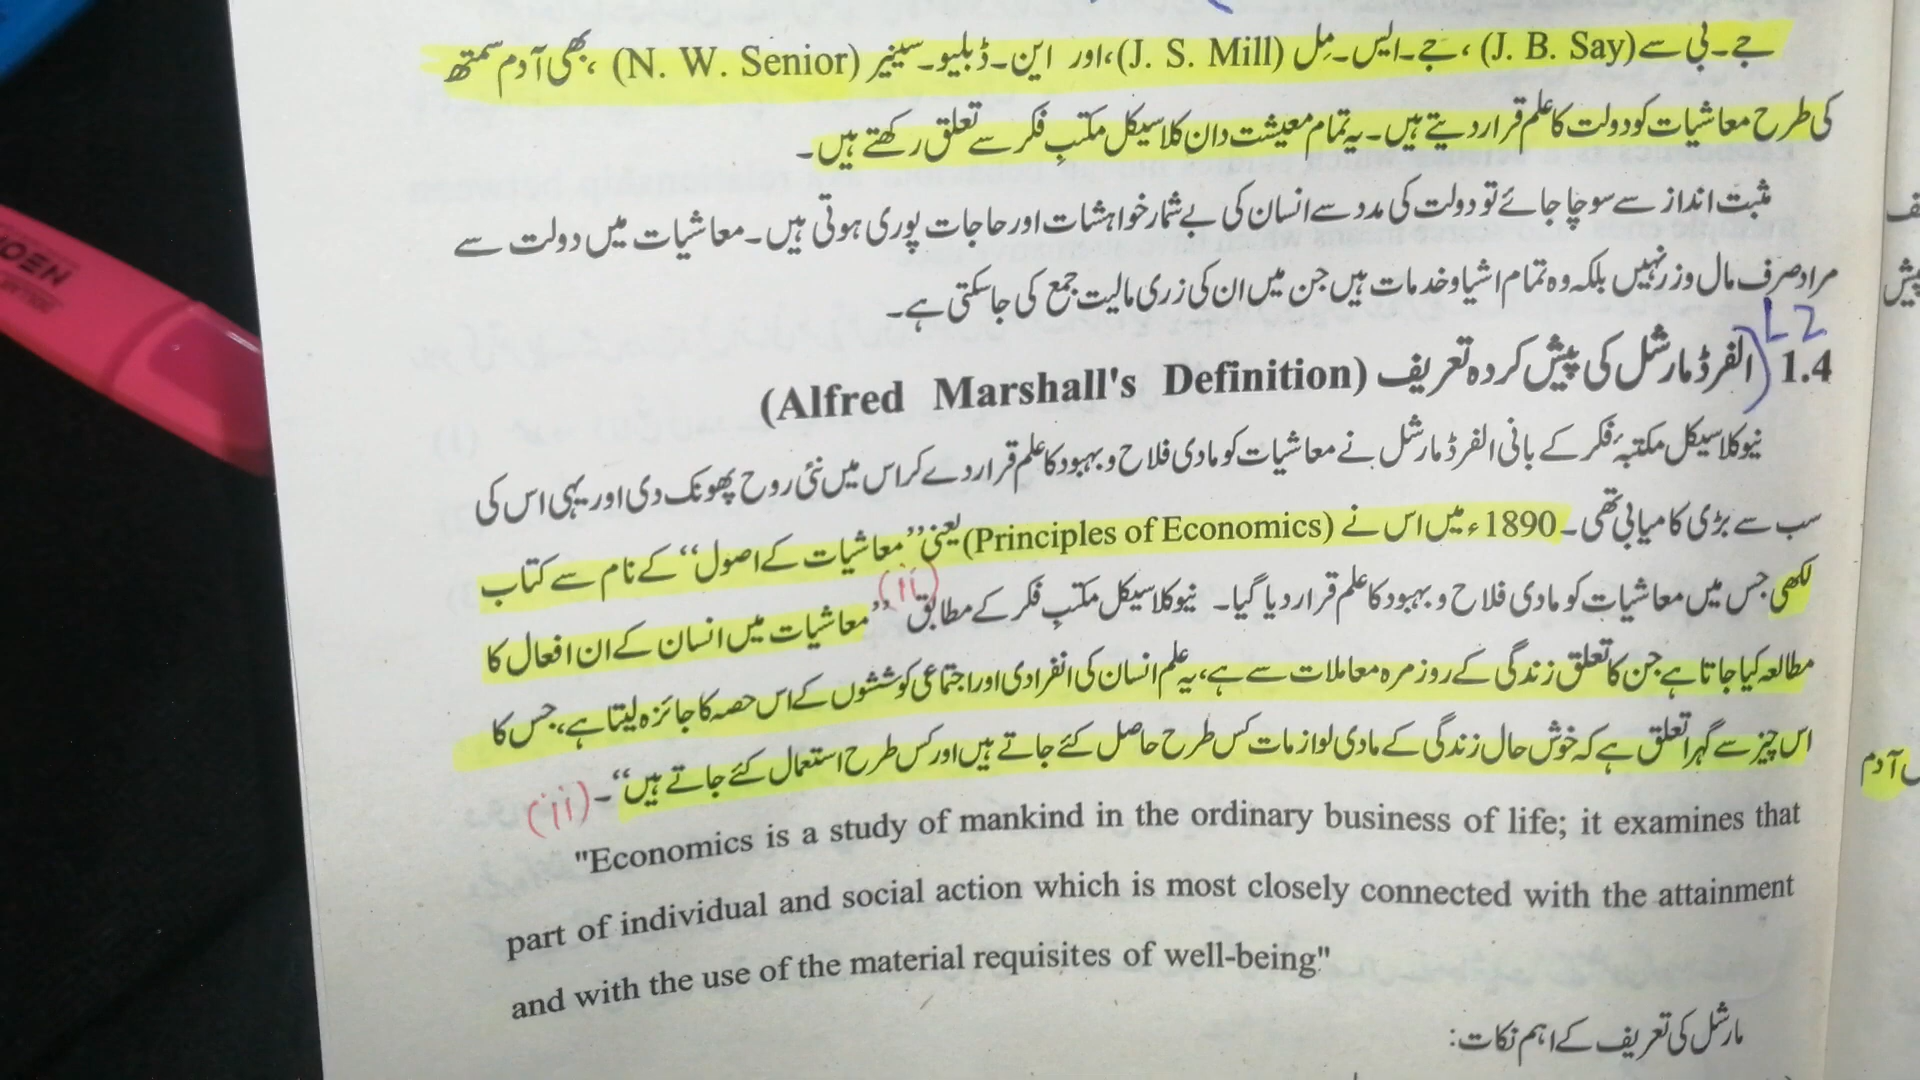 جے۔بی سے (J. B. Say)، جے۔ایس۔مِل (J. S. Mill)، اور این۔ڈبلیو۔سینیر (N. W. Senior)، بھی آدم سمتھ
کی طرح معاشیات کو دولت کا علم قرار دیتے ہیں۔ یہ تمام معیشت دان کلاسیکل مکتبِ فکر سے تعلق رکھتے ہیں۔
مثبت انداز سے سوچا جائے تو دولت کی مدد سے انسان کی بے شمار خواہشات اور حاجات پوری ہوتی ہیں۔ معاشیات میں دولت سے
مراد صرف مال و زر نہیں بلکہ وہ تمام اشیا و خدمات ہیں جن میں ان کی زری مالیت جمع کی جا سکتی ہے۔
L2
1.4 الفرڈ مارشل کی پیش کردہ تعریف (Alfred Marshall's Definition)
نیوکلاسیکل مکتبۂ فکر کے بانی الفرڈ مارشل نے معاشیات کو مادی فلاح و بہبود کا علم قرار دے کر اس میں نئی روح پھونک دی اور یہی اس کی
سب سے بڑی کامیابی تھی۔ 1890ء میں اس نے (Principles of Economics) یعنی ’’معاشیات کے اصول‘‘ کے نام سے کتاب
لکھی جس میں معاشیات کو مادی فلاح و بہبود کا علم قرار دیا گیا۔ نیوکلاسیکل مکتبِ فکر کے مطابق (ii) ’’معاشیات میں انسان کے ان افعال کا
مطالعہ کیا جاتا ہے جن کا تعلق زندگی کے روزمرہ معاملات سے ہے، یہ علم انسان کی انفرادی اور اجتماعی کوششوں کے اس حصہ کا جائزہ لیتا ہے، جس کا
اس چیز سے گہرا تعلق ہے کہ خوش حال زندگی کے مادی لوازمات کس طرح حاصل کئے جاتے ہیں اور کس طرح استعمال کئے جاتے ہیں‘‘۔ (ii)
"Economics is a study of mankind in the ordinary business of life; it examines that
part of individual and social action which is most closely connected with the attainment
and with the use of the material requisites of well-being"
مارشل کی تعریف کے اہم نکات:
پیش
آدم